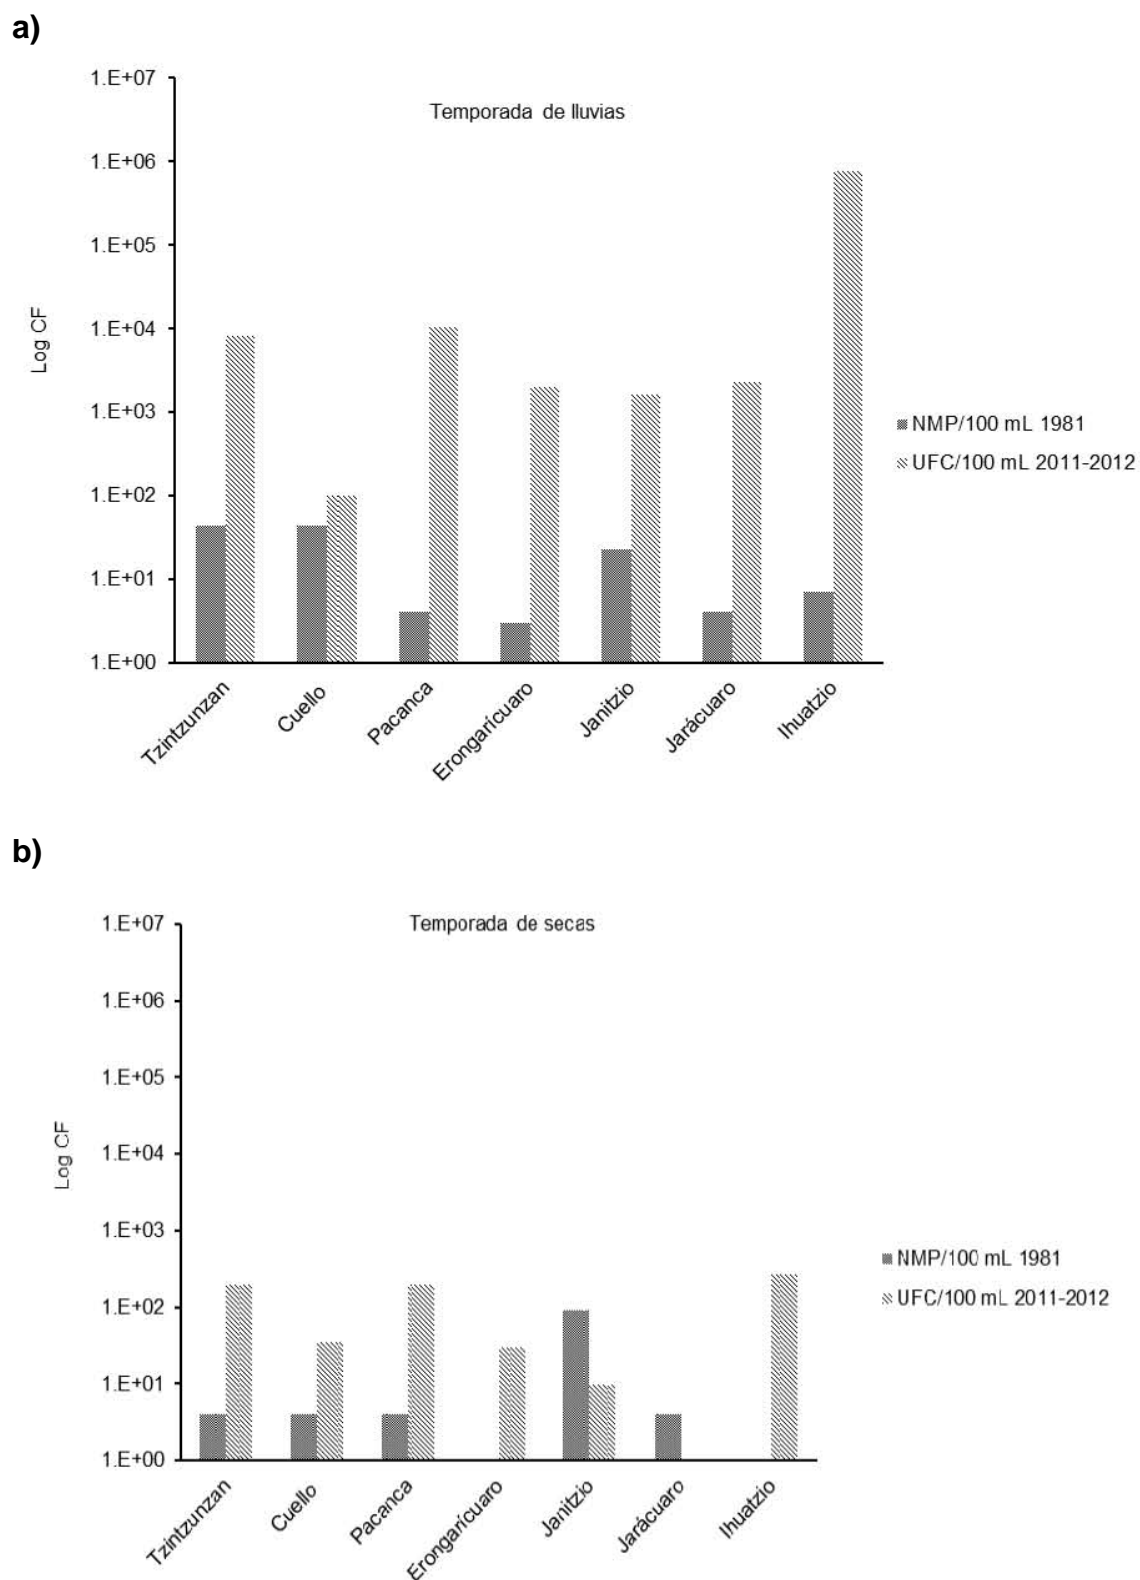 a)
Temporada de lluvias
1.E+07
1.E+06
1.E+05
1.E+04
1.E+03
1.E+02
1.E+01
1.E+00
Log CF
NMP/100 mL 1981
UFC/100 mL 2011-2012
Tzintzunzan
Cuello
Pacanca
Erongarícuaro
Janitzio
Jarácuaro
Ihuatzio
b)
Temporada de secas
1.E+07
1.E+06
1.E+05
1.E+04
1.E+03
1.E+02
1.E+01
1.E+00
Log CF
NMP/100 mL 1981
UFC/100 mL 2011-2012
Tzintzunzan
Cuello
Pacanca
Erongarícuaro
Janitzio
Jarácuaro
Ihuatzio